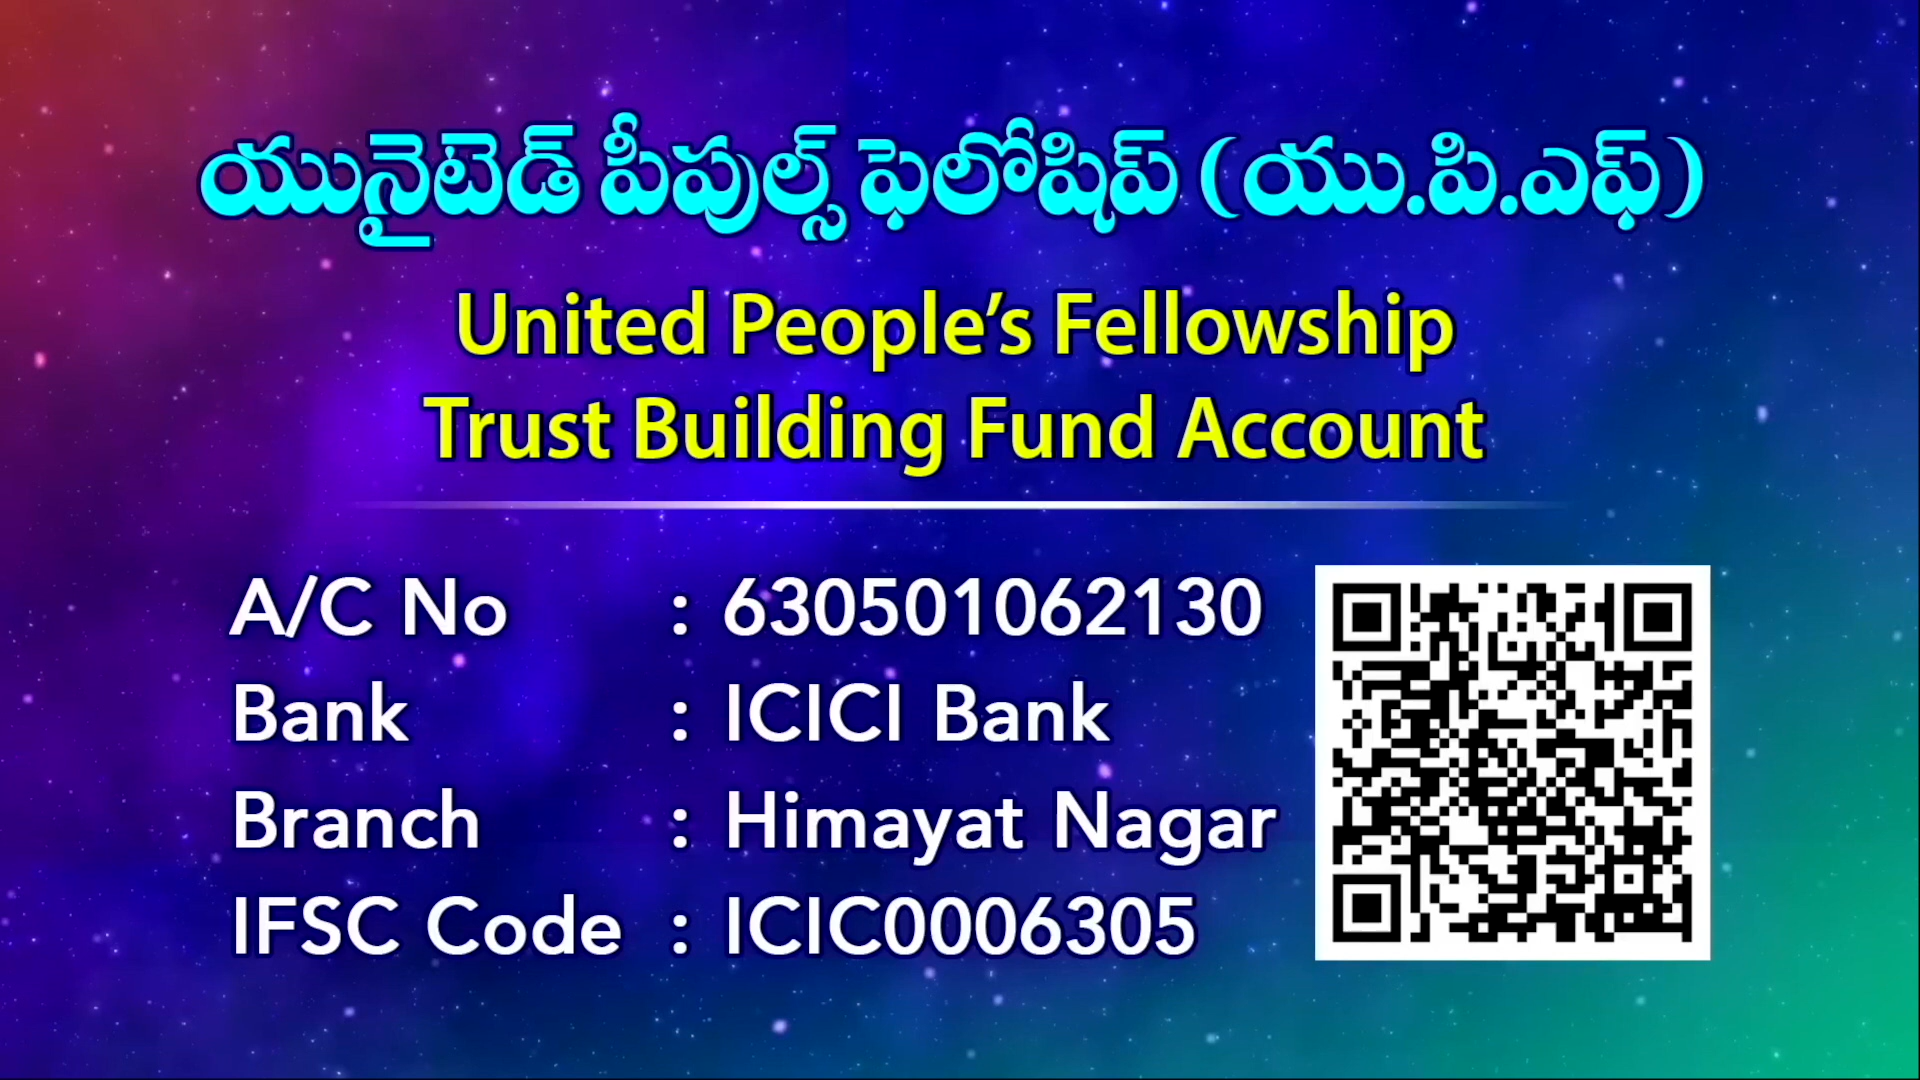 యునైటెడ్ పీపుల్స్ ఫెలోషిప్ (యు.పి.ఎఫ్)
United People’s Fellowship
Trust Building Fund Account
A/C No : 630501062130
Bank : ICICI Bank
Branch : Himayat Nagar
IFSC Code : ICIC0006305